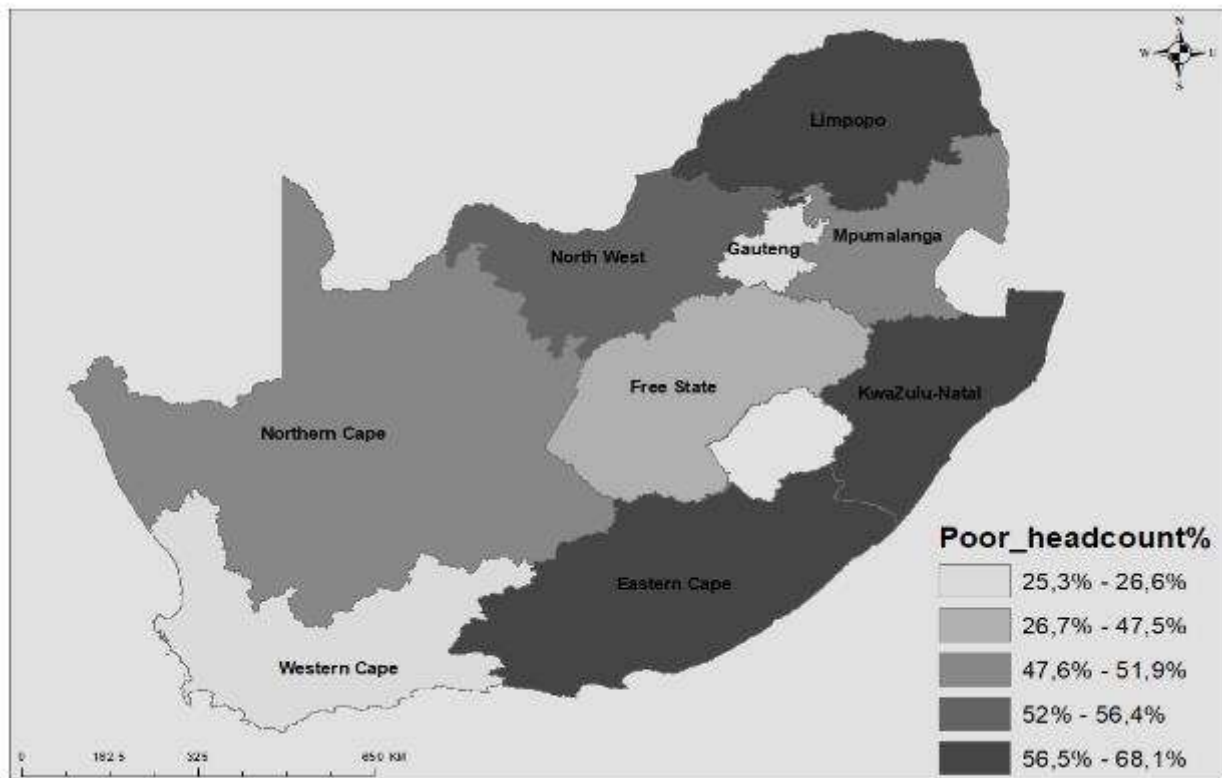 N
W
S
Limpopo
Mpumalanga
Gauteng
North West
Free State
KwaZulu-Natal
Northern Cape
Eastern Cape
Western Cape
Poor_headcount%
25,3% - 26,6%
26,7% - 47,5%
47,6% - 51,9%
52% - 56,4%
56,5% - 68,1%
0 162.5 325 650 KM